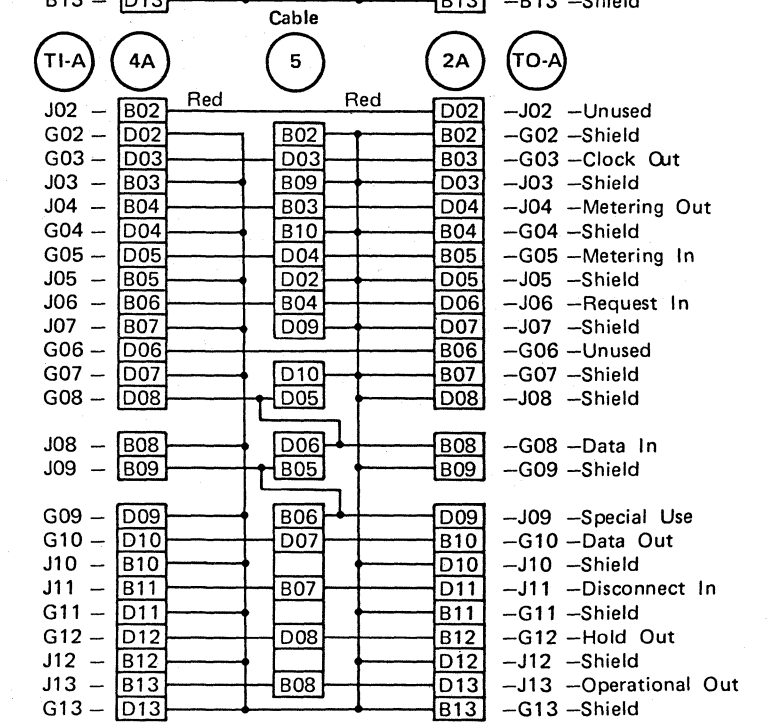 B13 – D13 B13 –B13 –Shield
Cable
TI-A 4A 5 2A TO-A
Red Red
J02 – B02 D02 –J02 –Unused
G02 – D02 B02 B02 –G02 –Shield
G03 – D03 D03 B03 –G03 –Clock Out
J03 – B03 B09 D03 –J03 –Shield
J04 – B04 B03 D04 –J04 –Metering Out
G04 – D04 B10 B04 –G04 –Shield
G05 – D05 D04 B05 –G05 –Metering In
J05 – B05 D02 D05 –J05 –Shield
J06 – B06 B04 D06 –J06 –Request In
J07 – B07 D09 D07 –J07 –Shield
G06 – D06 B06 –G06 –Unused
G07 – D07 D10 B07 –G07 –Shield
G08 – D08 D05 D08 –J08 –Shield
J08 – B08 D06 B08 –G08 –Data In
J09 – B09 B05 B09 –G09 –Shield
G09 – D09 B06 D09 –J09 –Special Use
G10 – D10 D07 B10 –G10 –Data Out
J10 – B10 D10 –J10 –Shield
J11 – B11 B07 D11 –J11 –Disconnect In
G11 – D11 B11 –G11 –Shield
G12 – D12 D08 B12 –G12 –Hold Out
J12 – B12 D12 –J12 –Shield
J13 – B13 B08 D13 –J13 –Operational Out
G13 – D13 B13 –G13 –Shield